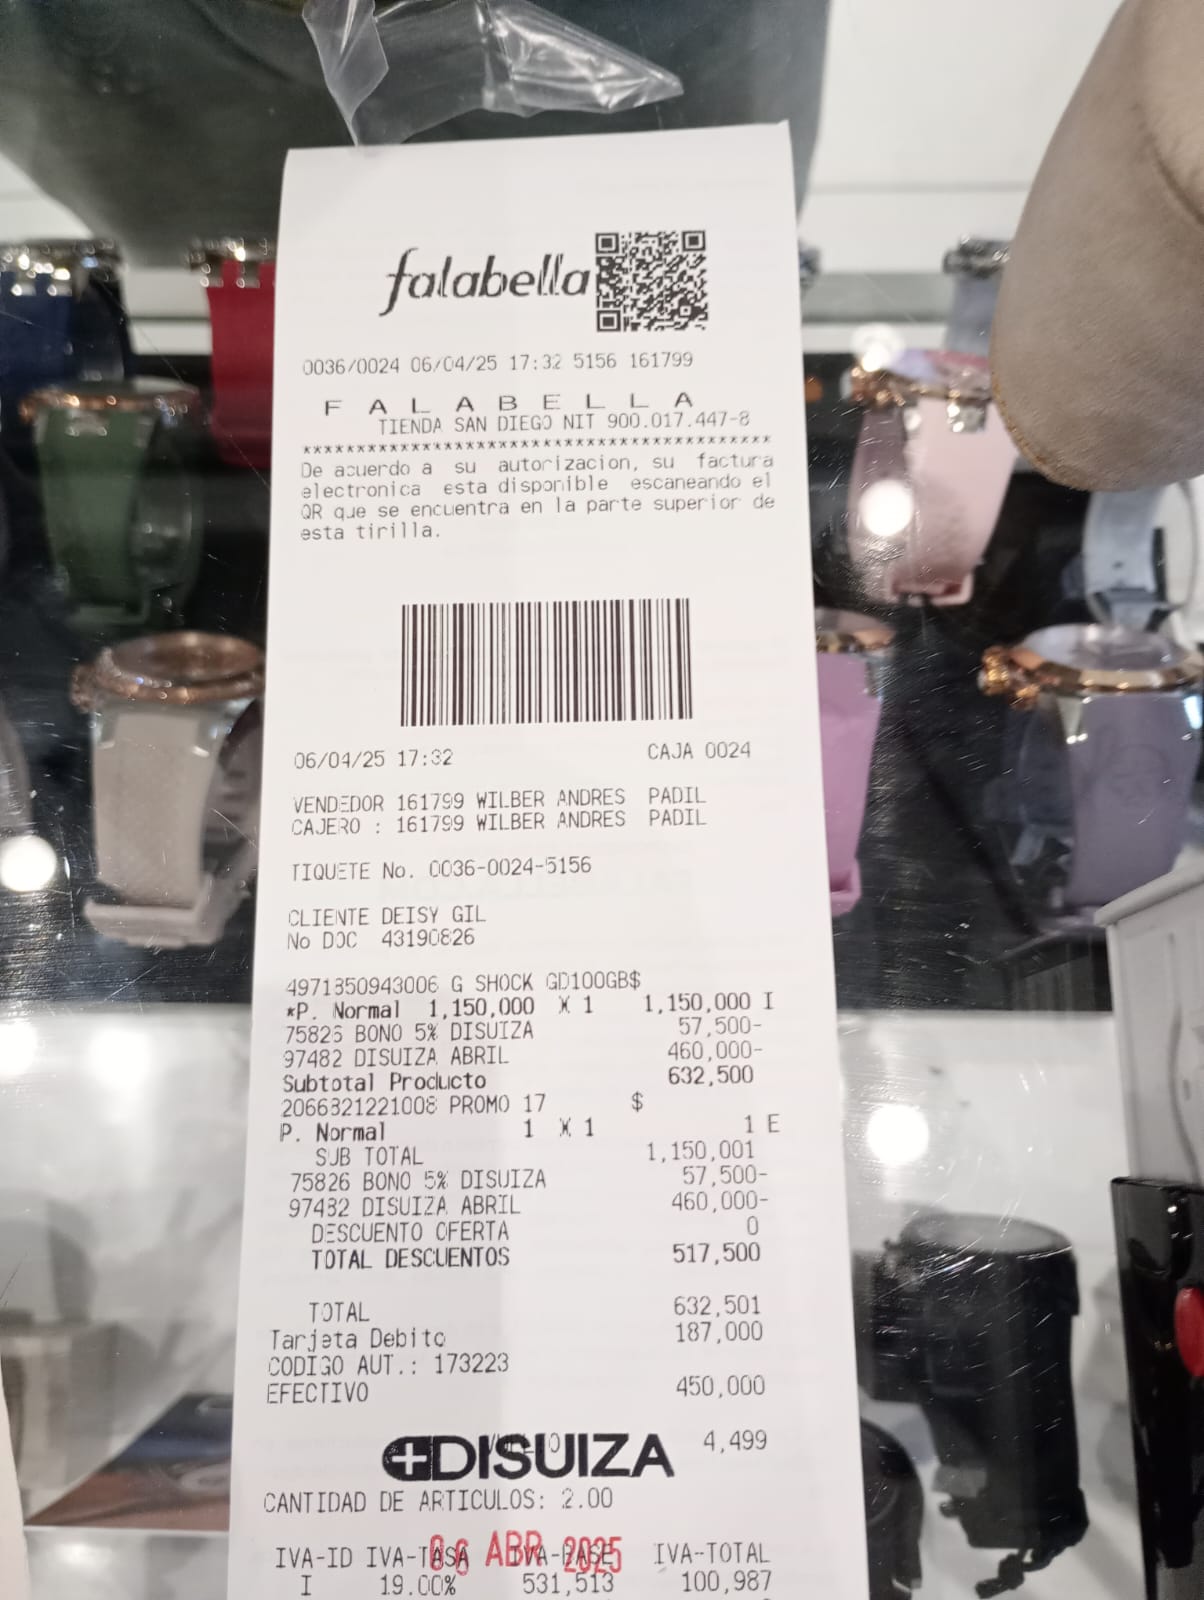 falabella
0036/0024 06/04/25 17:32 5156 161799
F A L A B E L L A
TIENDA SAN DIEGO NIT 900.017.447-8
*******************************************
De acuerdo a su autorizacion, su factura
electronica esta disponible escaneando el
QR que se encuentra en la parte superior de
esta tirilla.
06/04/25 17:32 CAJA 0024
VENDEDOR 161799 WILBER ANDRES PADIL
CAJERO : 161799 WILBER ANDRES PADIL
TIQUETE No. 0036-0024-5156
CLIENTE DEISY GIL
No DOC 43190826
4971850943006 G SHOCK GD100GB$
*P. Normal 1,150,000 X 1 1,150,000 I
75826 BONO 5% DISUIZA 57,500-
97482 DISUIZA ABRIL 460,000-
Subtotal Producto 632,500
2066321221008 PROMO 17 $
P. Normal 1 X 1 1 E
SUB TOTAL 1,150,001
75826 BONO 5% DISUIZA 57,500-
97482 DISUIZA ABRIL 460,000-
DESCUENTO OFERTA 0
TOTAL DESCUENTOS 517,500
TOTAL 632,501
Tarjeta Debito 187,000
CODIGO AUT.: 173223
EFECTIVO 450,000
4,499
DISUIZA
CANTIDAD DE ARTICULOS: 2.00
06 ABR 2025
IVA-ID IVA-TASA IVA-BASE IVA-TOTAL
I 19.00% 531,513 100,987